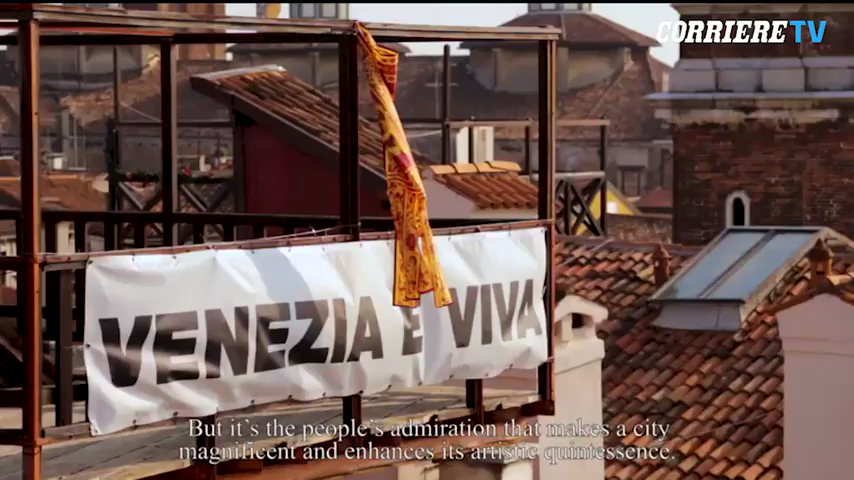 CORRIERETV
VENEZIA È VIVA
But it's the people's admiration that makes a city
magnificent and enhances its artistic quintessence.